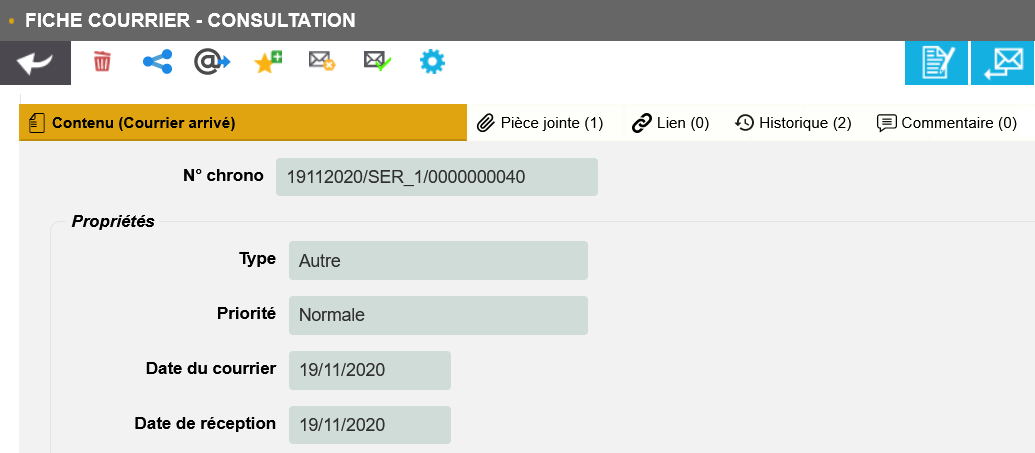 FICHE COURRIER - CONSULTATION
Contenu (Courrier arrivé) Pièce jointe (1) Lien (0) Historique (2) Commentaire (0)
N° chrono 19112020/SER_1/0000000040
Propriétés
Type Autre
Priorité Normale
Date du courrier 19/11/2020
Date de réception 19/11/2020